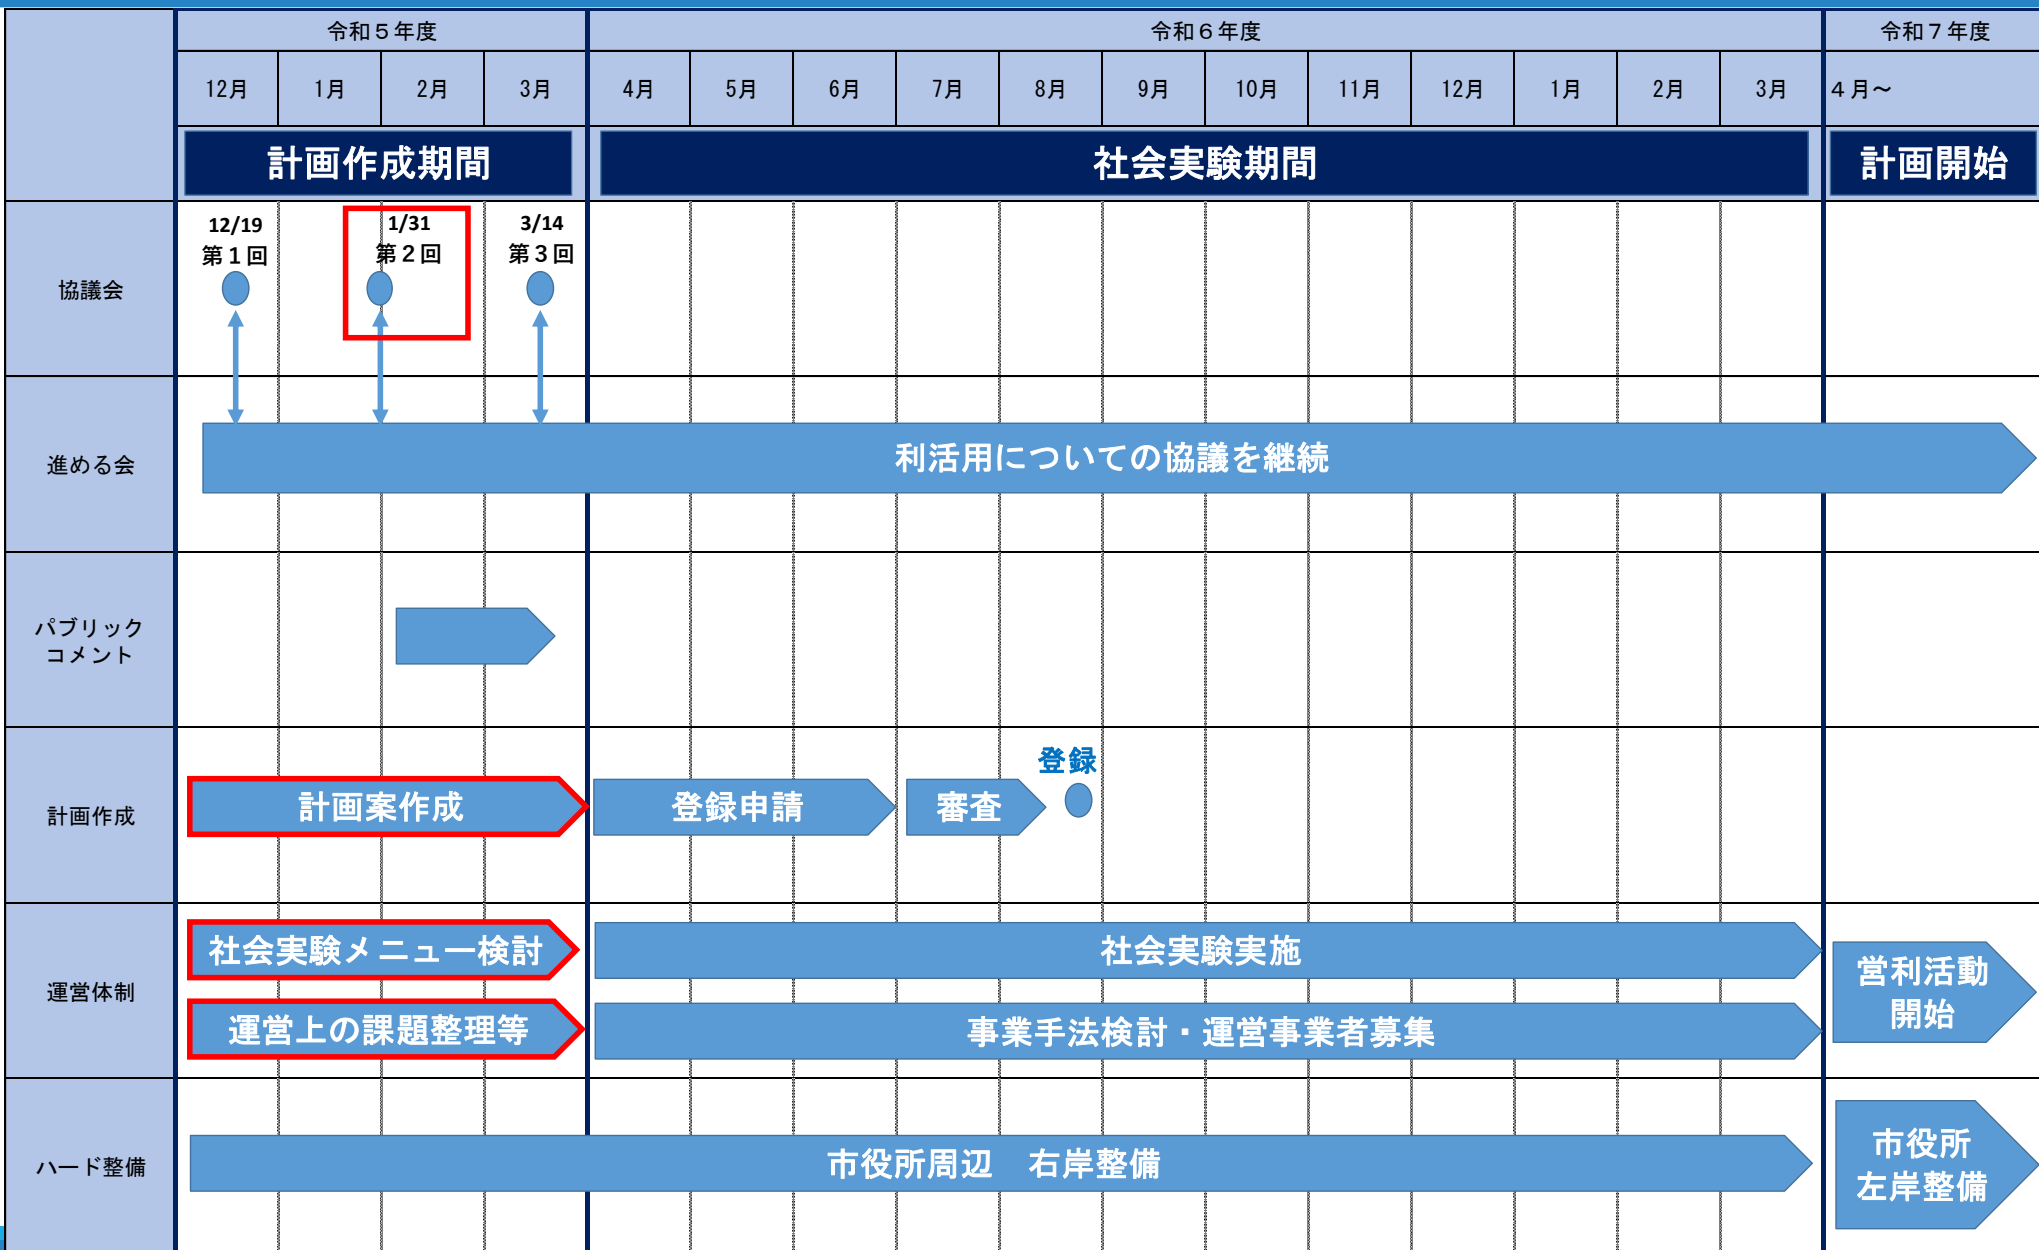 令和５年度
令和６年度
令和７年度
12月
1月
2月
3月
4月
5月
6月
7月
8月
9月
10月
11月
12月
1月
2月
3月
４月～
計画作成期間
社会実験期間
計画開始
協議会
12/19
第１回
1/31
第２回
3/14
第３回
進める会
利活用についての協議を継続
パブリック
コメント
計画作成
計画案作成
登録申請
審査
登録
運営体制
社会実験メニュー検討
社会実験実施
運営上の課題整理等
事業手法検討・運営事業者募集
営利活動
開始
ハード整備
市役所周辺　右岸整備
市役所
左岸整備